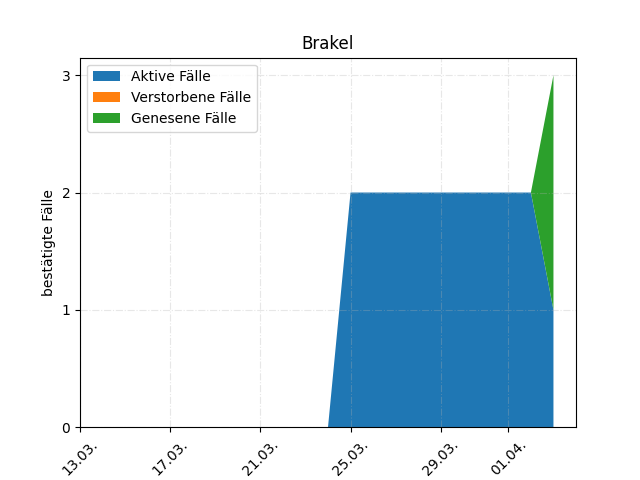 Brakel
Aktive Fälle
Verstorbene Fälle
Genesene Fälle
bestätigte Fälle
3
2
1
0
13.03.
17.03.
21.03.
25.03.
29.03.
01.04.